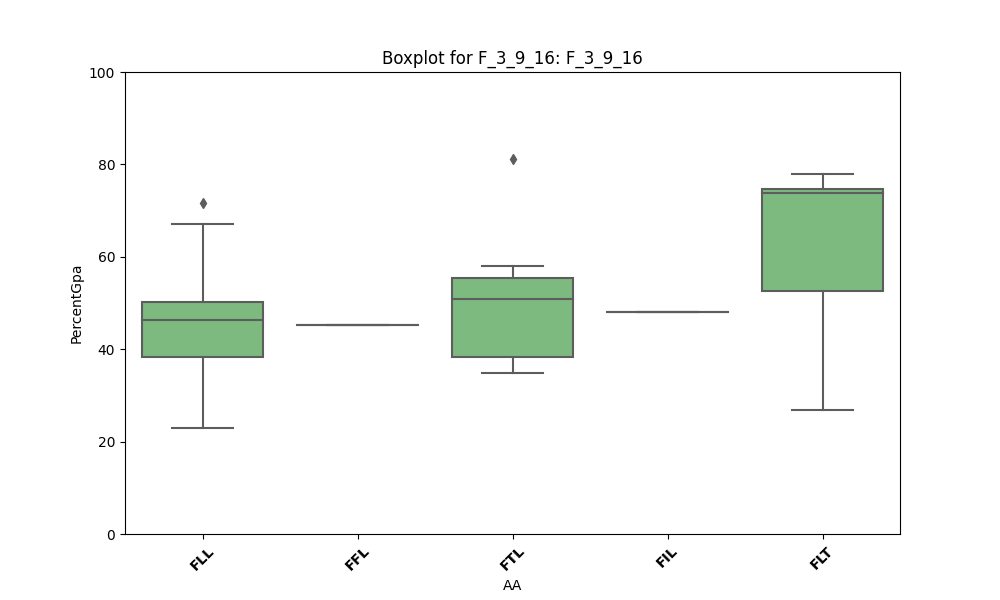 Boxplot for F_3_9_16: F_3_9_16
100
80
60
40
20
0
PercentGpa
FLL
FFL
FTL
FIL
FLT
AA